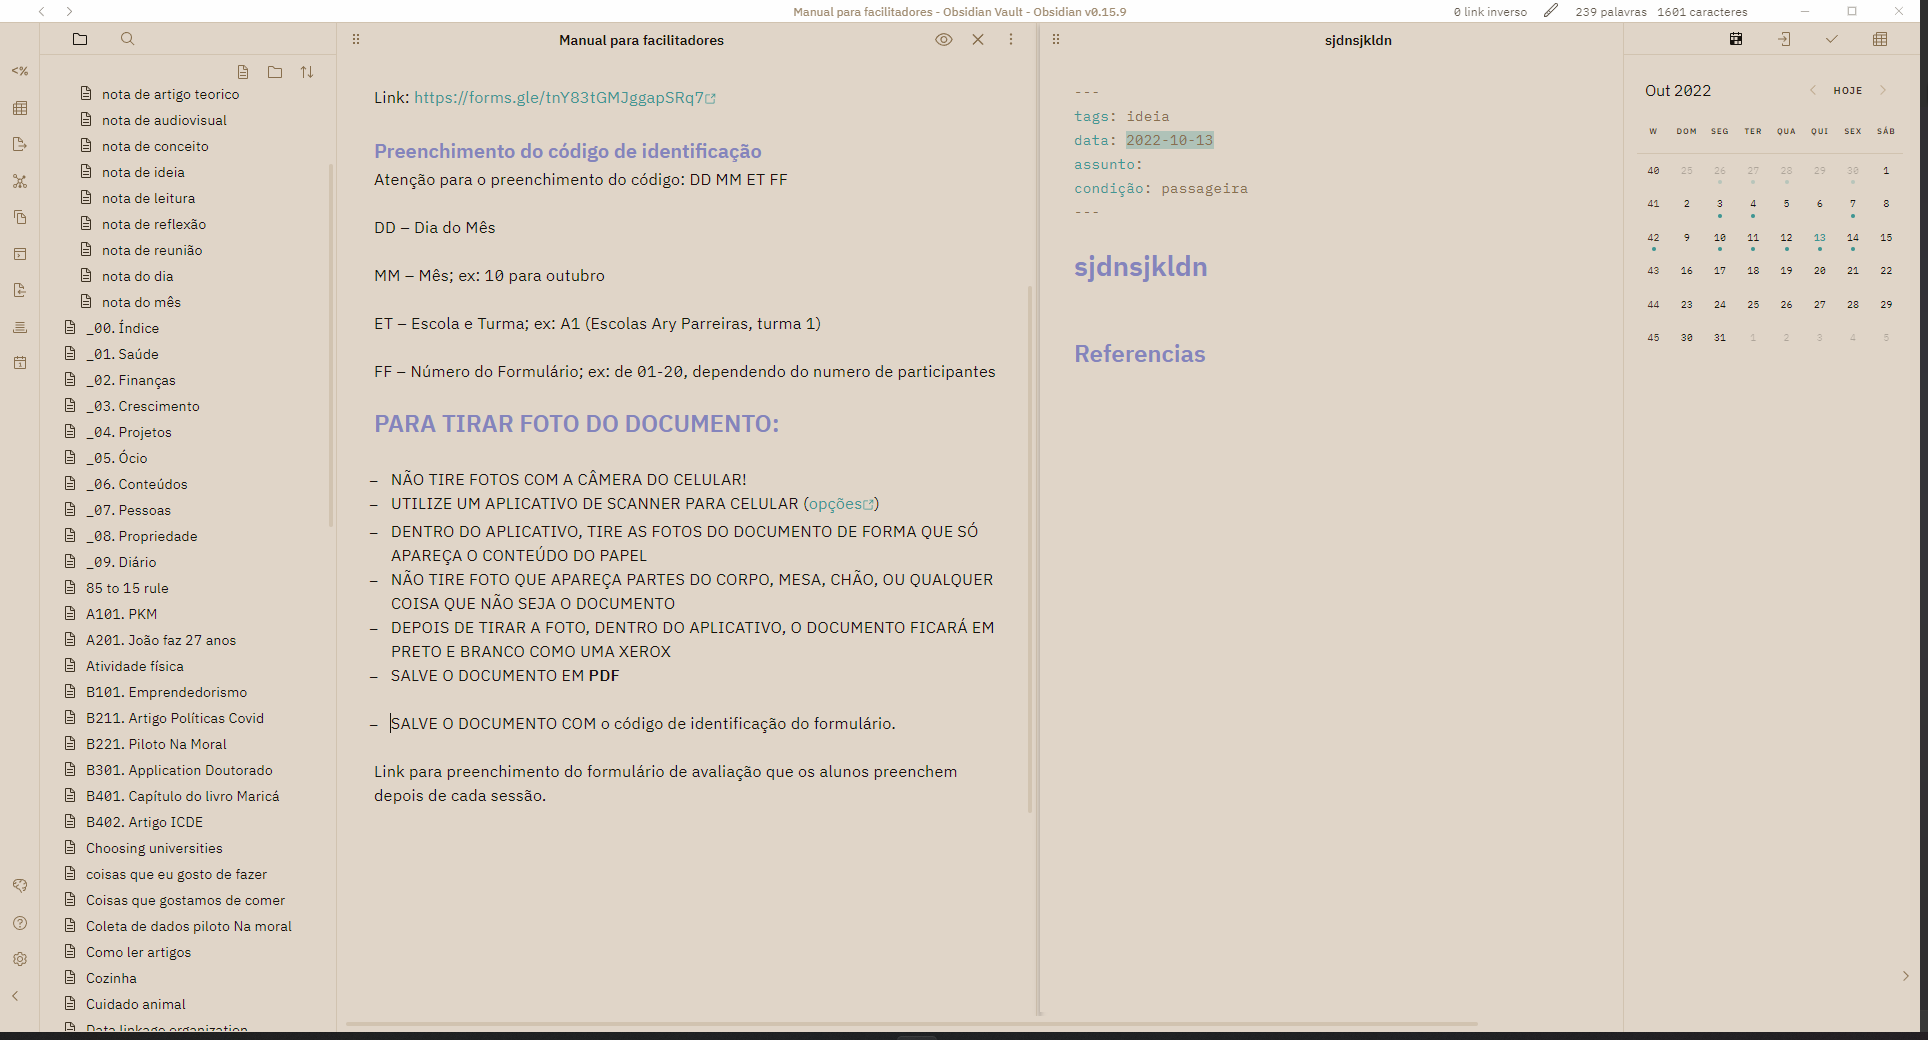 Manual para facilitadores - Obsidian Vault - Obsidian v0.15.9
0 link inverso
239 palavras
1601 caracteres
<%
nota de artigo teorico
nota de audiovisual
nota de conceito
nota de ideia
nota de leitura
nota de reflexão
nota de reunião
nota do dia
nota do mês
_00. Índice
_01. Saúde
_02. Finanças
_03. Crescimento
_04. Projetos
_05. Ócio
_06. Conteúdos
_07. Pessoas
_08. Propriedade
_09. Diário
85 to 15 rule
A101. PKM
A201. João faz 27 anos
Atividade física
B101. Emprendedorismo
B211. Artigo Políticas Covid
B221. Piloto Na Moral
B301. Application Doutorado
B401. Capítulo do livro Maricá
B402. Artigo ICDE
Choosing universities
coisas que eu gosto de fazer
Coisas que gostamos de comer
Coleta de dados piloto Na moral
Como ler artigos
Cozinha
Cuidado animal
Data linkage organization
Manual para facilitadores
Link: https://forms.gle/tnY83tGMJggapSRq7
Preenchimento do código de identificação
Atenção para o preenchimento do código: DD MM ET FF
DD – Dia do Mês
MM – Mês; ex: 10 para outubro
ET – Escola e Turma; ex: A1 (Escolas Ary Parreiras, turma 1)
FF – Número do Formulário; ex: de 01-20, dependendo do numero de participantes
PARA TIRAR FOTO DO DOCUMENTO:
– NÃO TIRE FOTOS COM A CÂMERA DO CELULAR!
– UTILIZE UM APLICATIVO DE SCANNER PARA CELULAR (opções)
– DENTRO DO APLICATIVO, TIRE AS FOTOS DO DOCUMENTO DE FORMA QUE SÓ
APAREÇA O CONTEÚDO DO PAPEL
– NÃO TIRE FOTO QUE APAREÇA PARTES DO CORPO, MESA, CHÃO, OU QUALQUER
COISA QUE NÃO SEJA O DOCUMENTO
– DEPOIS DE TIRAR A FOTO, DENTRO DO APLICATIVO, O DOCUMENTO FICARÁ EM
PRETO E BRANCO COMO UMA XEROX
– SALVE O DOCUMENTO EM PDF
– SALVE O DOCUMENTO COM o código de identificação do formulário.
Link para preenchimento do formulário de avaliação que os alunos preenchem
depois de cada sessão.
sjdnsjkldn
---
tags: ideia
data: 2022-10-13
assunto:
condição: passageira
---
sjdnsjkldn
Referencias
Out 2022
HOJE
W DOM SEG TER QUA QUI SEX SÁB
40 25 26 27 28 29 30 1
41 2 3 4 5 6 7 8
42 9 10 11 12 13 14 15
43 16 17 18 19 20 21 22
44 23 24 25 26 27 28 29
45 30 31 1 2 3 4 5